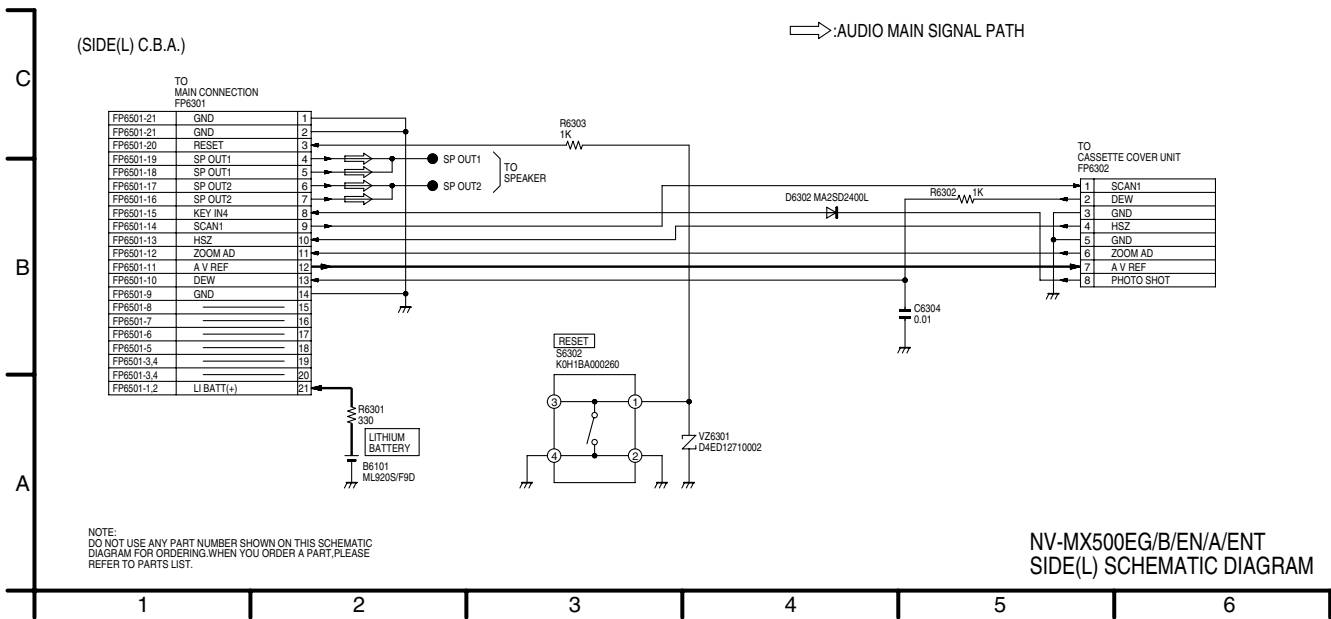 :AUDIO MAIN SIGNAL PATH
(SIDE(L) C.B.A.)
C
TO
MAIN CONNECTION
FP6301
FP6501-21 GND 1
FP6501-21 GND 2
FP6501-20 RESET 3
FP6501-19 SP OUT1 4
FP6501-18 SP OUT1 5
FP6501-17 SP OUT2 6
FP6501-16 SP OUT2 7
FP6501-15 KEY IN4 8
FP6501-14 SCAN1 9
FP6501-13 HSZ 10
FP6501-12 ZOOM AD 11
FP6501-11 A V REF 12
FP6501-10 DEW 13
FP6501-9 GND 14
FP6501-8 15
FP6501-7 16
FP6501-6 17
FP6501-5 18
FP6501-3,4 19
FP6501-3,4 20
FP6501-1,2 LI BATT(+) 21
SP OUT1
SP OUT2
TO
SPEAKER
R6303
1K
D6302 MA2SD2400L
R6302 1K
TO
CASSETTE COVER UNIT
FP6302
1 SCAN1
2 DEW
3 GND
4 HSZ
5 GND
6 ZOOM AD
7 A V REF
8 PHOTO SHOT
B
C6304
0.01
RESET
S6302
K0H1BA000260
3 1
4 2
VZ6301
D4ED12710002
R6301
330
LITHIUM
BATTERY
B6101
ML920S/F9D
A
NOTE:
DO NOT USE ANY PART NUMBER SHOWN ON THIS SCHEMATIC
DIAGRAM FOR ORDERING.WHEN YOU ORDER A PART,PLEASE
REFER TO PARTS LIST.
NV-MX500EG/B/EN/A/ENT
SIDE(L) SCHEMATIC DIAGRAM
1 2 3 4 5 6